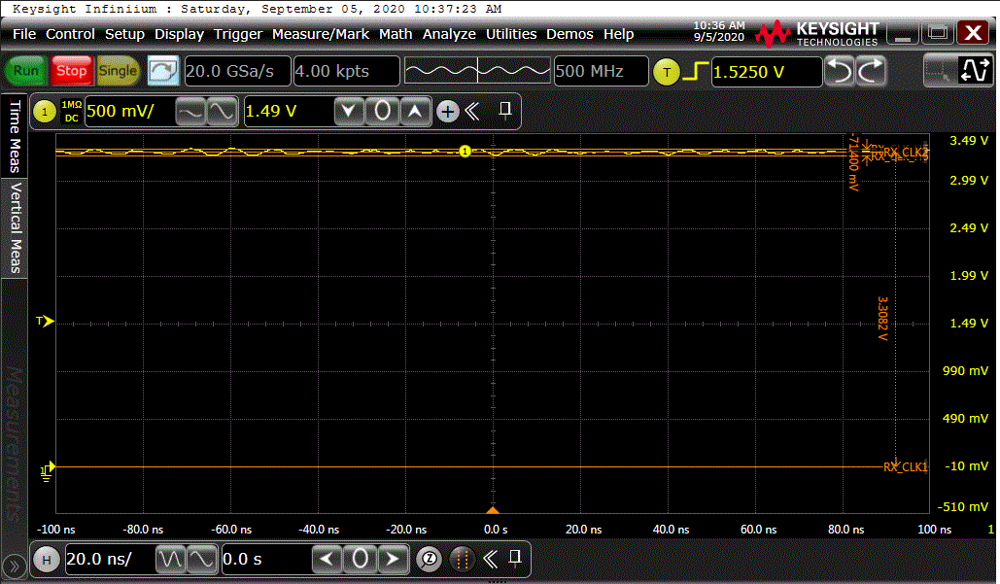 Keysight Infiniium : Saturday, September 05, 2020 10:37:23 AM
File Control Setup Display Trigger Measure/Mark Math Analyze Utilities Demos Help
10:36 AM
9/5/2020
KEYSIGHT
TECHNOLOGIES
X
Run Stop Single 20.0 GSa/s 4.00 kpts 500 MHz T 1.5250 V
1 1MΩ DC 500 mV/ 1.49 V 0
Time Meas
Vertical Meas
Measurements
3.49 V
2.99 V
2.49 V
1.99 V
1.49 V
990 mV
490 mV
-10 mV
-510 mV
1
-71.400 mV
RX_CLK2
3.3082 V
T
RX_CLK1
1
-100 ns -80.0 ns -60.0 ns -40.0 ns -20.0 ns 0.0 s 20.0 ns 40.0 ns 60.0 ns 80.0 ns 100 ns 1
H 20.0 ns/ 0.0 s 0 Z